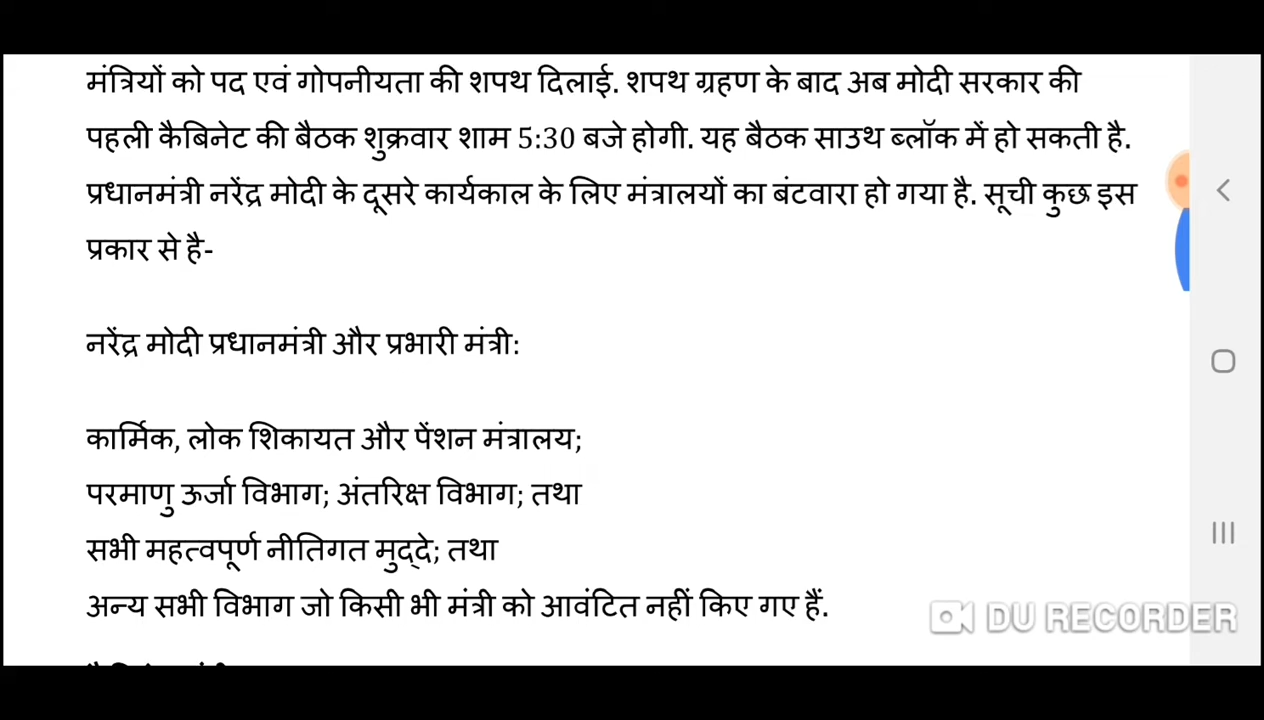 मंत्रियों को पद एवं गोपनीयता की शपथ दिलाई. शपथ ग्रहण के बाद अब मोदी सरकार की
पहली कैबिनेट की बैठक शुक्रवार शाम 5:30 बजे होगी. यह बैठक साउथ ब्लॉक में हो सकती है.
प्रधानमंत्री नरेंद्र मोदी के दूसरे कार्यकाल के लिए मंत्रालयों का बंटवारा हो गया है. सूची कुछ इस
प्रकार से है-
नरेंद्र मोदी प्रधानमंत्री और प्रभारी मंत्री:
कार्मिक, लोक शिकायत और पेंशन मंत्रालय;
परमाणु ऊर्जा विभाग; अंतरिक्ष विभाग; तथा
सभी महत्वपूर्ण नीतिगत मुद्दे; तथा
अन्य सभी विभाग जो किसी भी मंत्री को आवंटित नहीं किए गए हैं.
DU RECORDER